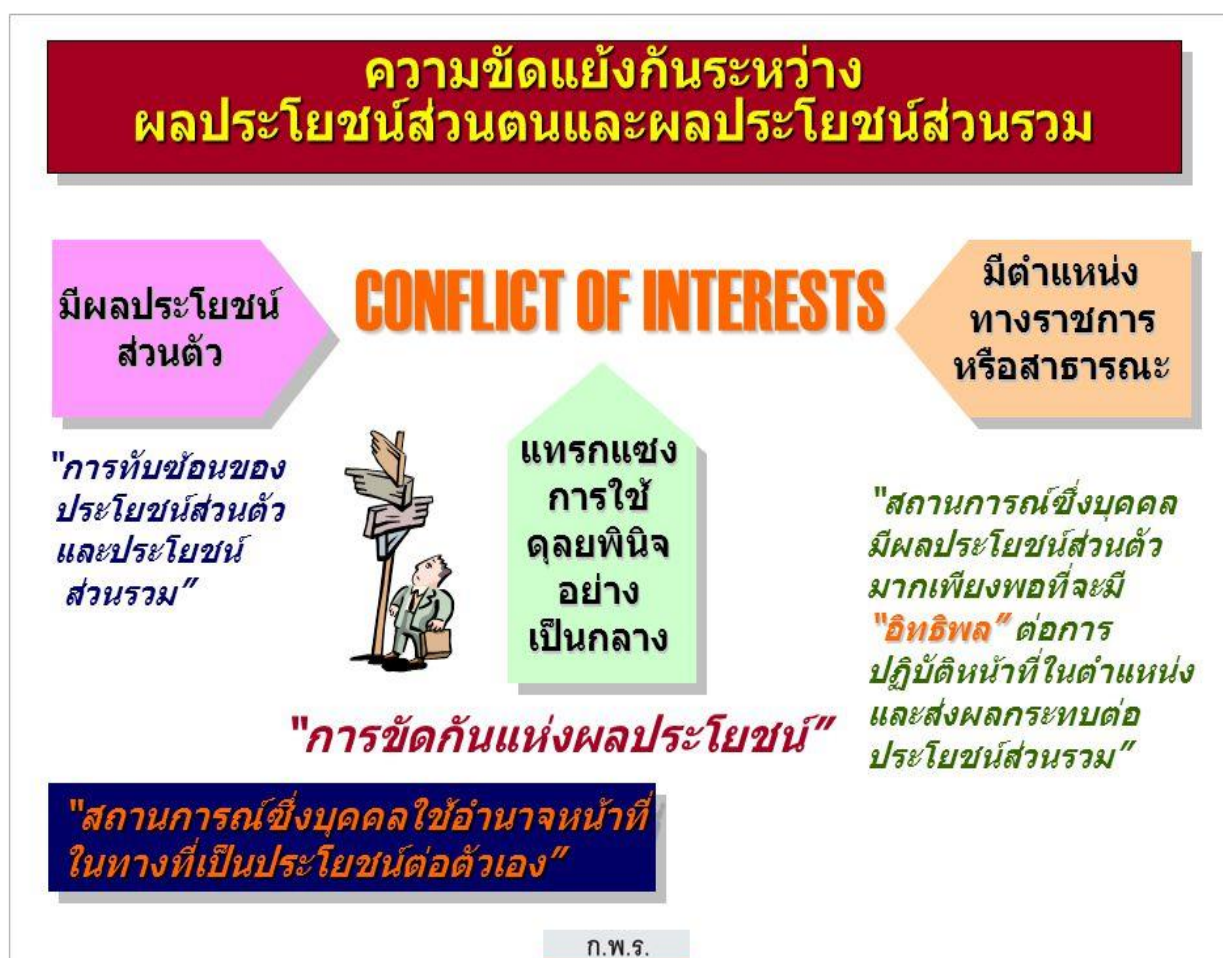 ความขัดแย้งกันระหว่าง
ผลประโยชน์ส่วนตนและผลประโยชน์ส่วนรวม
มีผลประโยชน์
ส่วนตัว
CONFLICT OF INTERESTS
มีตำแหน่ง
ทางราชการ
หรือสาธารณะ
"การทับซ้อนของ
ประโยชน์ส่วนตัว
และประโยชน์
ส่วนรวม"
แทรกแซง
การใช้
ดุลยพินิจ
อย่าง
เป็นกลาง
"สถานการณ์ซึ่งบุคคล
มีผลประโยชน์ส่วนตัว
มากเพียงพอที่จะมี
"อิทธิพล" ต่อการ
ปฏิบัติหน้าที่ในตำแหน่ง
และส่งผลกระทบต่อ
ประโยชน์ส่วนรวม"
"การขัดกันแห่งผลประโยชน์"
"สถานการณ์ซึ่งบุคคลใช้อำนาจหน้าที่
ในทางที่เป็นประโยชน์ต่อตัวเอง"
ก.พ.ร.